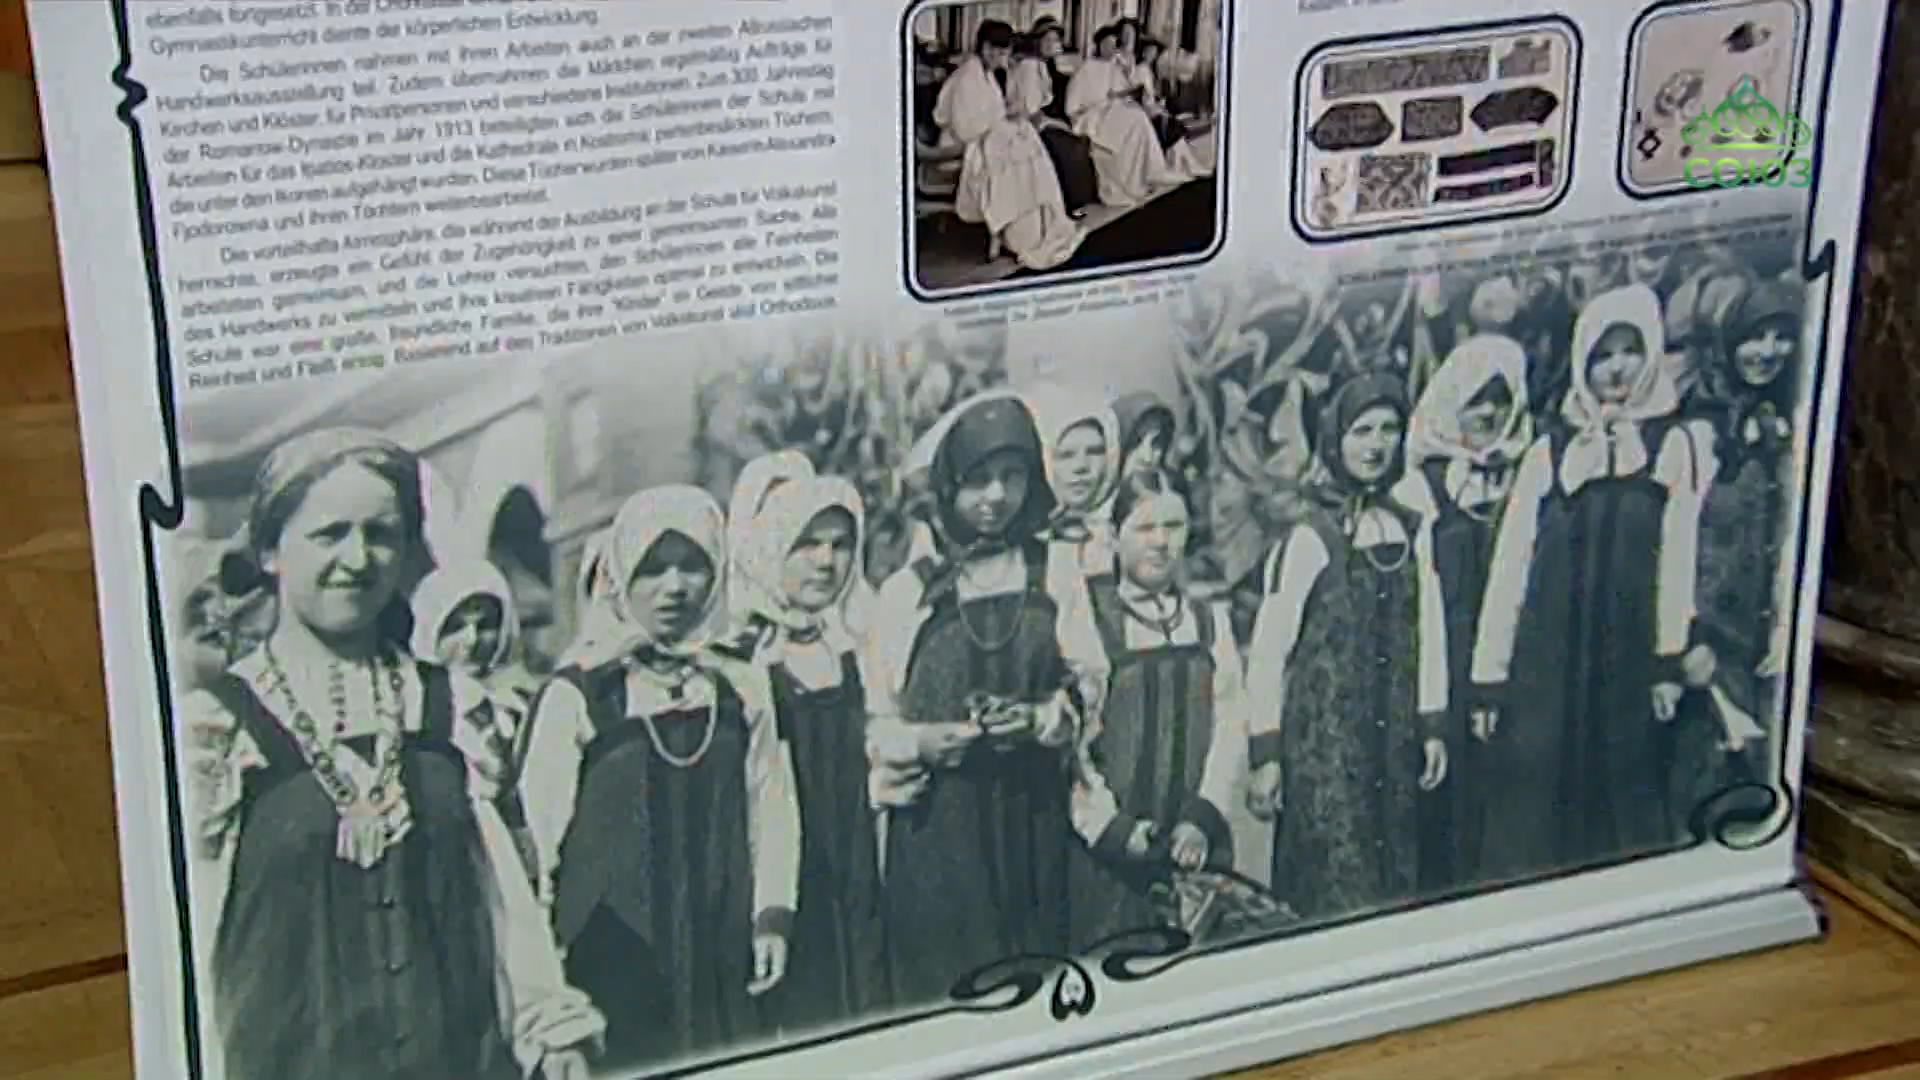 ebenfalls fortgesetzt. In der
Gymnastikunterricht diente der körperlichen Entwicklung.
Die Schülerinnen nahmen mit ihren Arbeiten auch an der zweiten Allrussischen
Handwerksausstellung teil. Zudem übernahmen die Mädchen regelmäßig Aufträge für
Kirchen und Klöster, für Privatpersonen und verschiedene Institutionen. Zum 300. Jahrestag
der Romanow-Dynastie im Jahr 1913 beteiligten sich die Schülerinnen der Schule mit
Arbeiten für das Ipatios-Kloster und die Kathedrale in Kostroma: perlenbestickten Tüchern,
die unter den Ikonen aufgehängt wurden. Diese Tücher wurden später von Kaiserin Alexandra
Fjodorowna und ihren Töchtern weiterbearbeitet.
Die vorteilhafte Atmosphäre, die während der Ausbildung an der Schule für Volkskunst
herrschte, erzeugte ein Gefühl der Zugehörigkeit zu einer gemeinsamen Sache. Alle
arbeiteten gemeinsam, und die Lehrer versuchten, den Schülerinnen alle Feinheiten
des Handwerks zu vermitteln und ihre kreativen Fähigkeiten optimal zu entwickeln. Die
Schule war eine große, freundliche Familie, die ihre "Kinder" im Geiste von sittlicher
Reinheit und Fleiß erzog. Basierend auf den Traditionen von Volkskunst und Orthodoxie
СОЮЗ